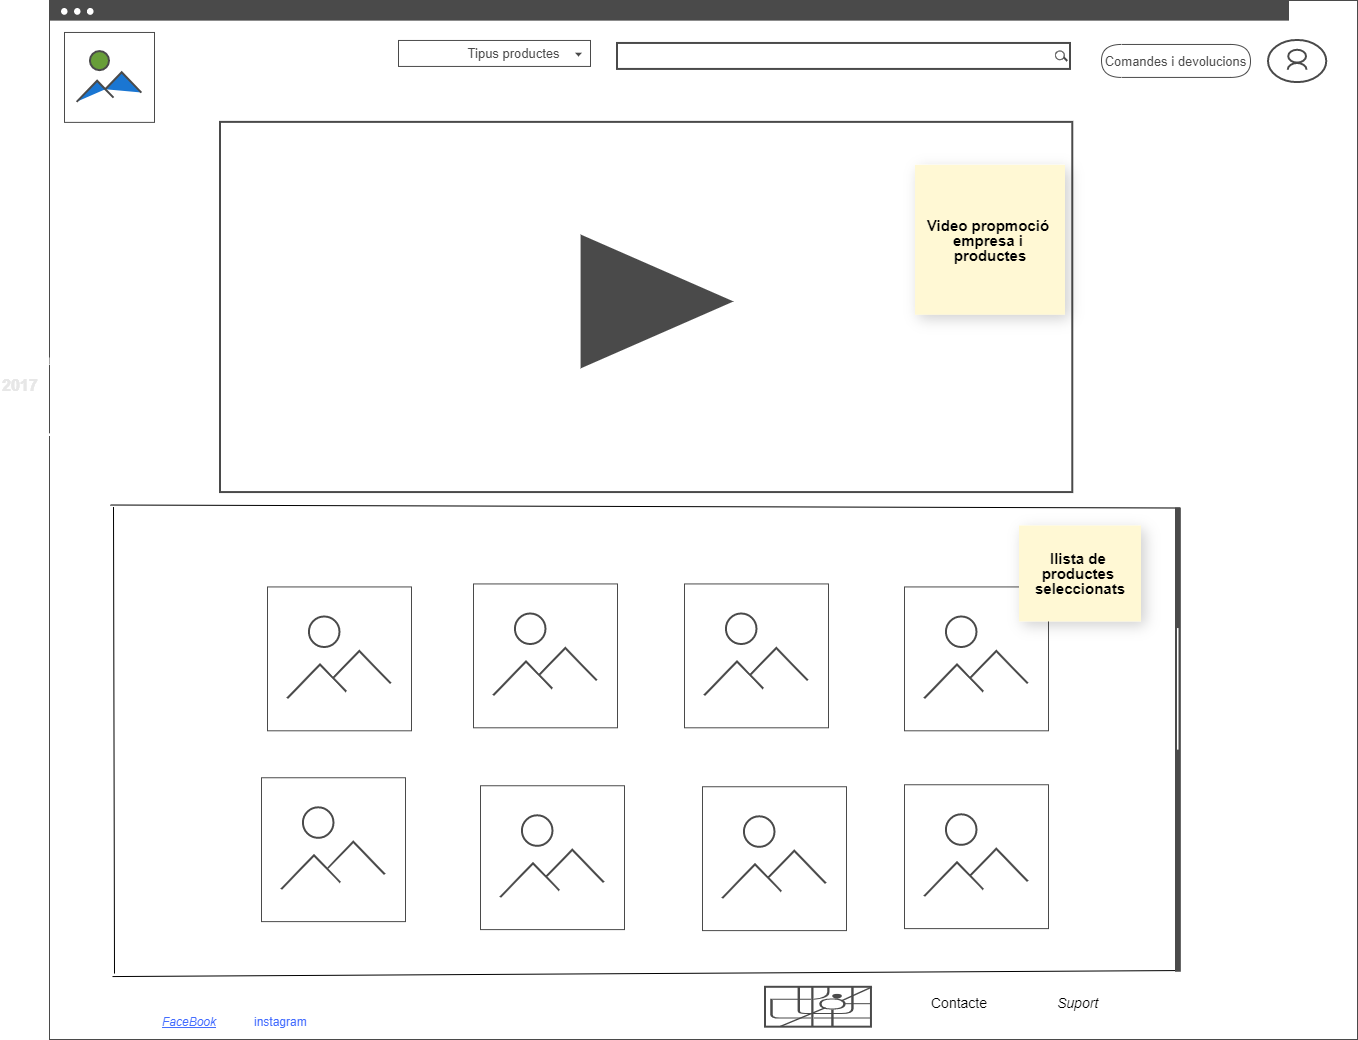 Tipus productes
Comandes i devolucions
Video propmoció
empresa i
productes
2017
llista de
productes
seleccionats
Contacte
Suport
FaceBook
instagram